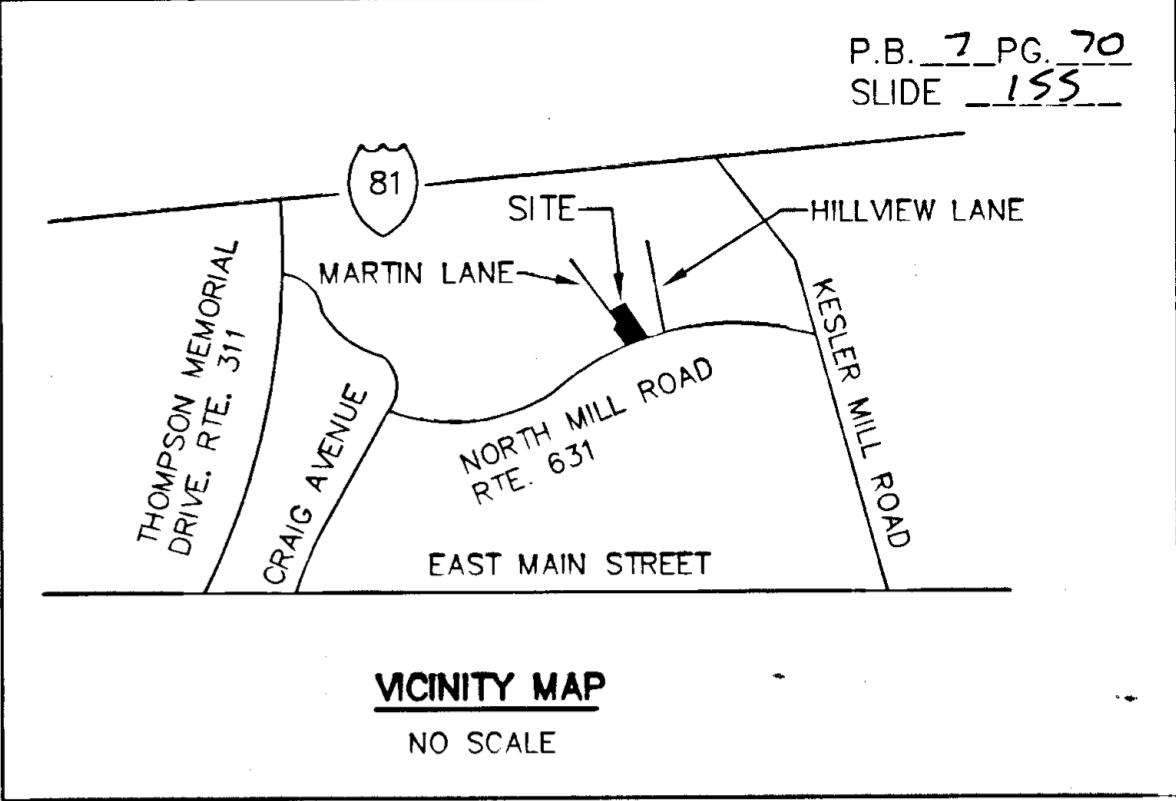 P.B. 7 PG. 70
SLIDE 155
81
SITE
HILLVIEW LANE
MARTIN LANE
THOMPSON MEMORIAL
DRIVE. RTE. 311
CRAIG AVENUE
NORTH MILL ROAD
RTE. 631
KESLER MILL ROAD
EAST MAIN STREET
VICINITY MAP
NO SCALE